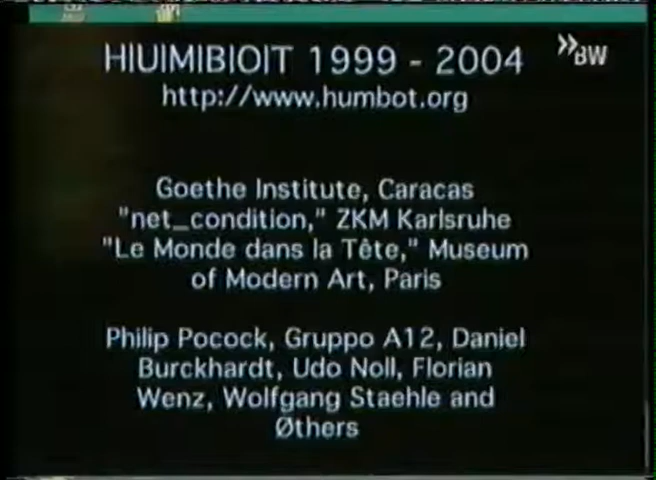 HIUIMIBIOIT 1999 - 2004
»BW
http://www.humbot.org
Goethe Institute, Caracas
"net_condition," ZKM Karlsruhe
"Le Monde dans la Tête," Museum
of Modern Art, Paris
Philip Pocock, Gruppo A12, Daniel
Burckhardt, Udo Noll, Florian
Wenz, Wolfgang Staehle and
Øthers